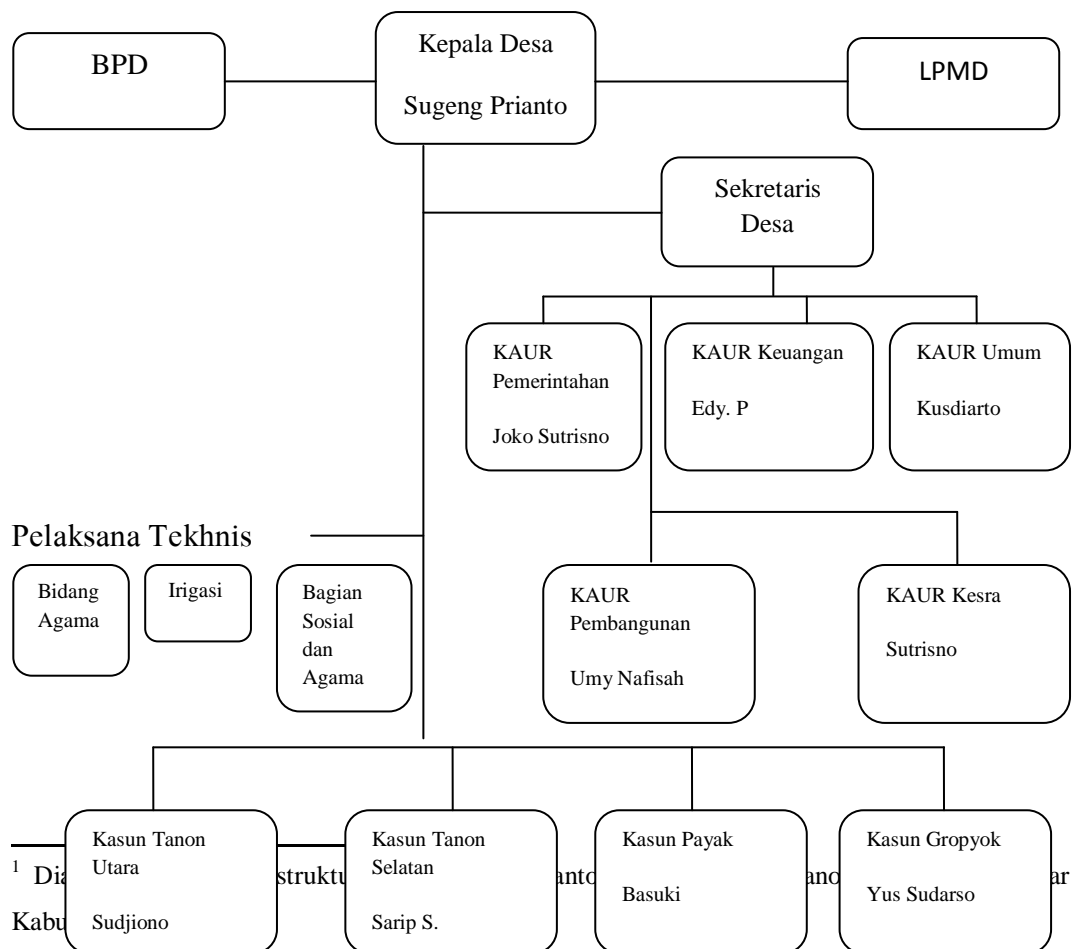 BPD
Kepala Desa
Sugeng Prianto
LPMD
Sekretaris
Desa
KAUR
Pemerintahan
Joko Sutrisno
KAUR Keuangan
Edy. P
KAUR Umum
Kusdiarto
Pelaksana Tekhnis
Bidang
Agama
Irigasi
Bagian
Sosial
dan
Agama
KAUR
Pembangunan
Umy Nafisah
KAUR Kesra
Sutrisno
Kasun Tanon
Utara
Sudjiono
Kasun Tanon
Selatan
Sarip S.
Kasun Payak
Basuki
Kasun Gropyok
Yus Sudarso
1